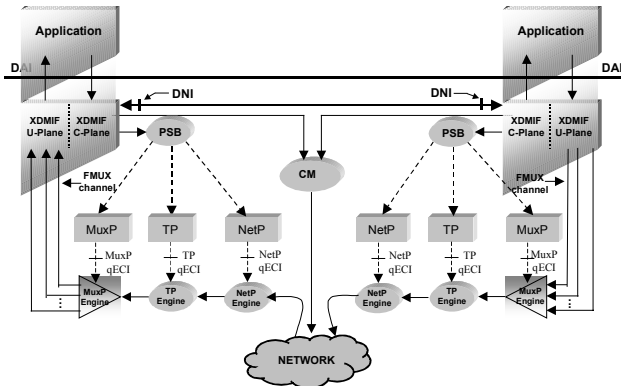 Application
Application
DAI
DAI
DNI
DNI
XDMIF
U-Plane
XDMIF
C-Plane
PSB
PSB
XDMIF
C-Plane
XDMIF
U-Plane
FMUX
channel
CM
FMUX
channel
MuxP
TP
NetP
NetP
TP
MuxP
MuxP
qECI
TP
qECI
NetP
qECI
NetP
qECI
TP
qECI
MuxP
qECI
MuxP
Engine
TP
Engine
NetP
Engine
NetP
Engine
TP
Engine
MuxP
Engine
NETWORK